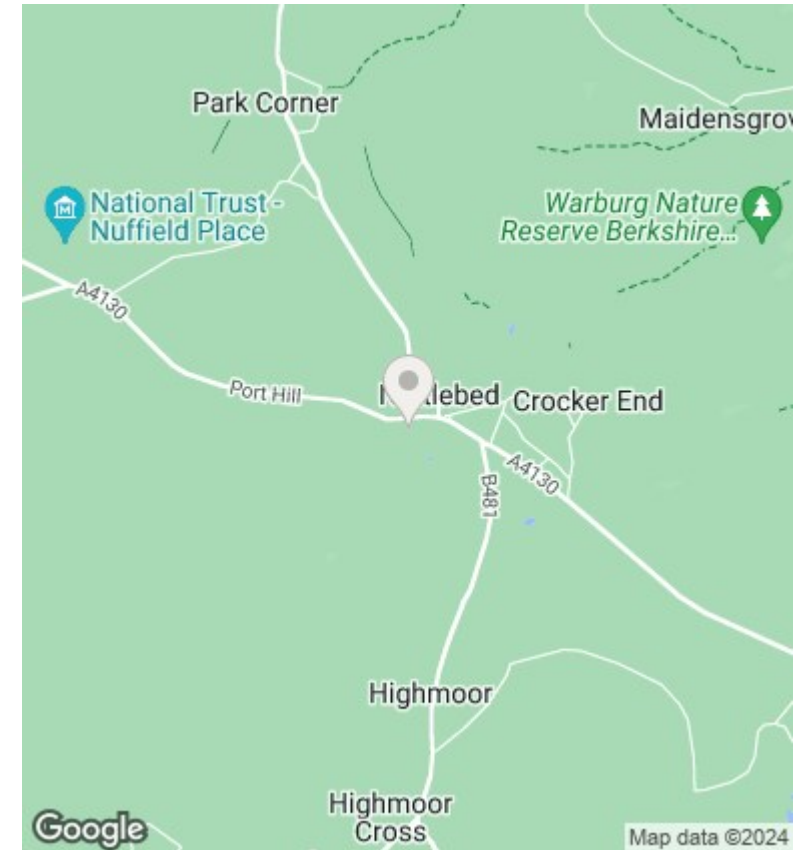 Park Corner
Maidensgrov
National Trust -
Nuffield Place
Warburg Nature
Reserve Berkshire...
A4130
Port Hill
Crocker End
A4130
B481
Highmoor
Highmoor
Cross
Google
Map data ©2024